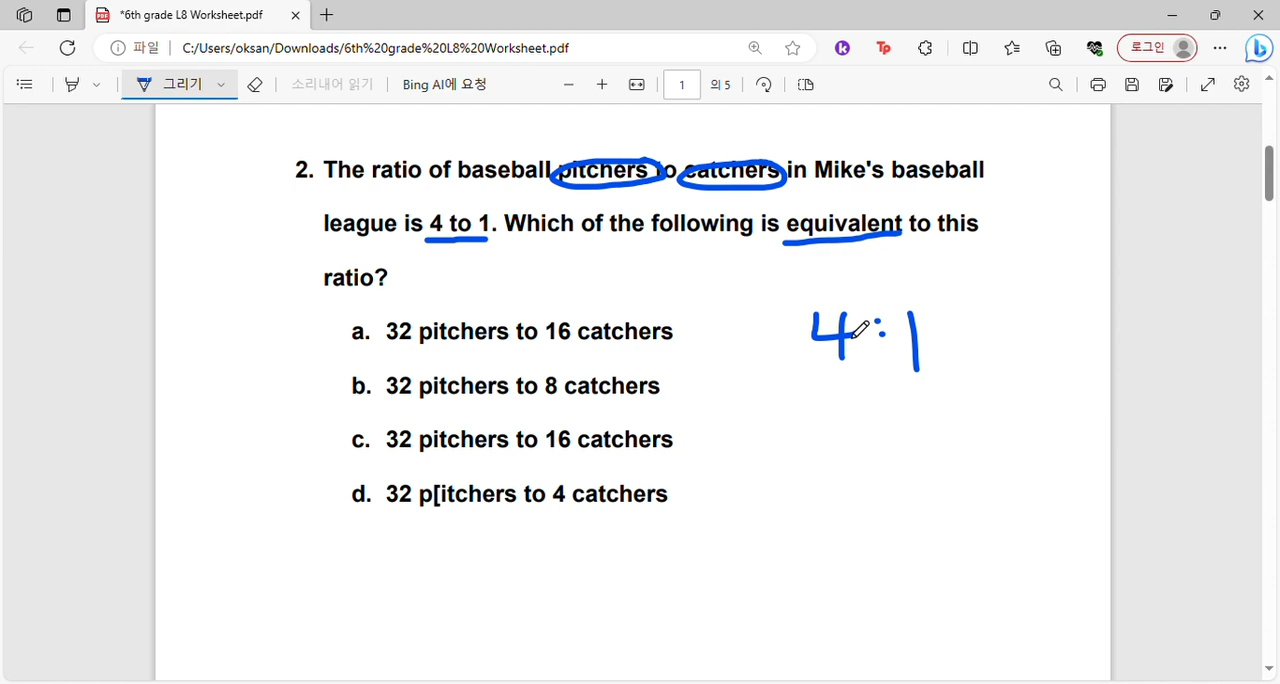 *6th grade L8 Worksheet.pdf
파일 C:/Users/oksan/Downloads/6th%20grade%20L8%20Worksheet.pdf 로그인
그리기 소리내어 읽기 Bing AI에 요청 1 의 5
2. The ratio of baseball pitchers to catchers in Mike's baseball
league is 4 to 1. Which of the following is equivalent to this
ratio?
a. 32 pitchers to 16 catchers
4:1
b. 32 pitchers to 8 catchers
c. 32 pitchers to 16 catchers
d. 32 p[itchers to 4 catchers